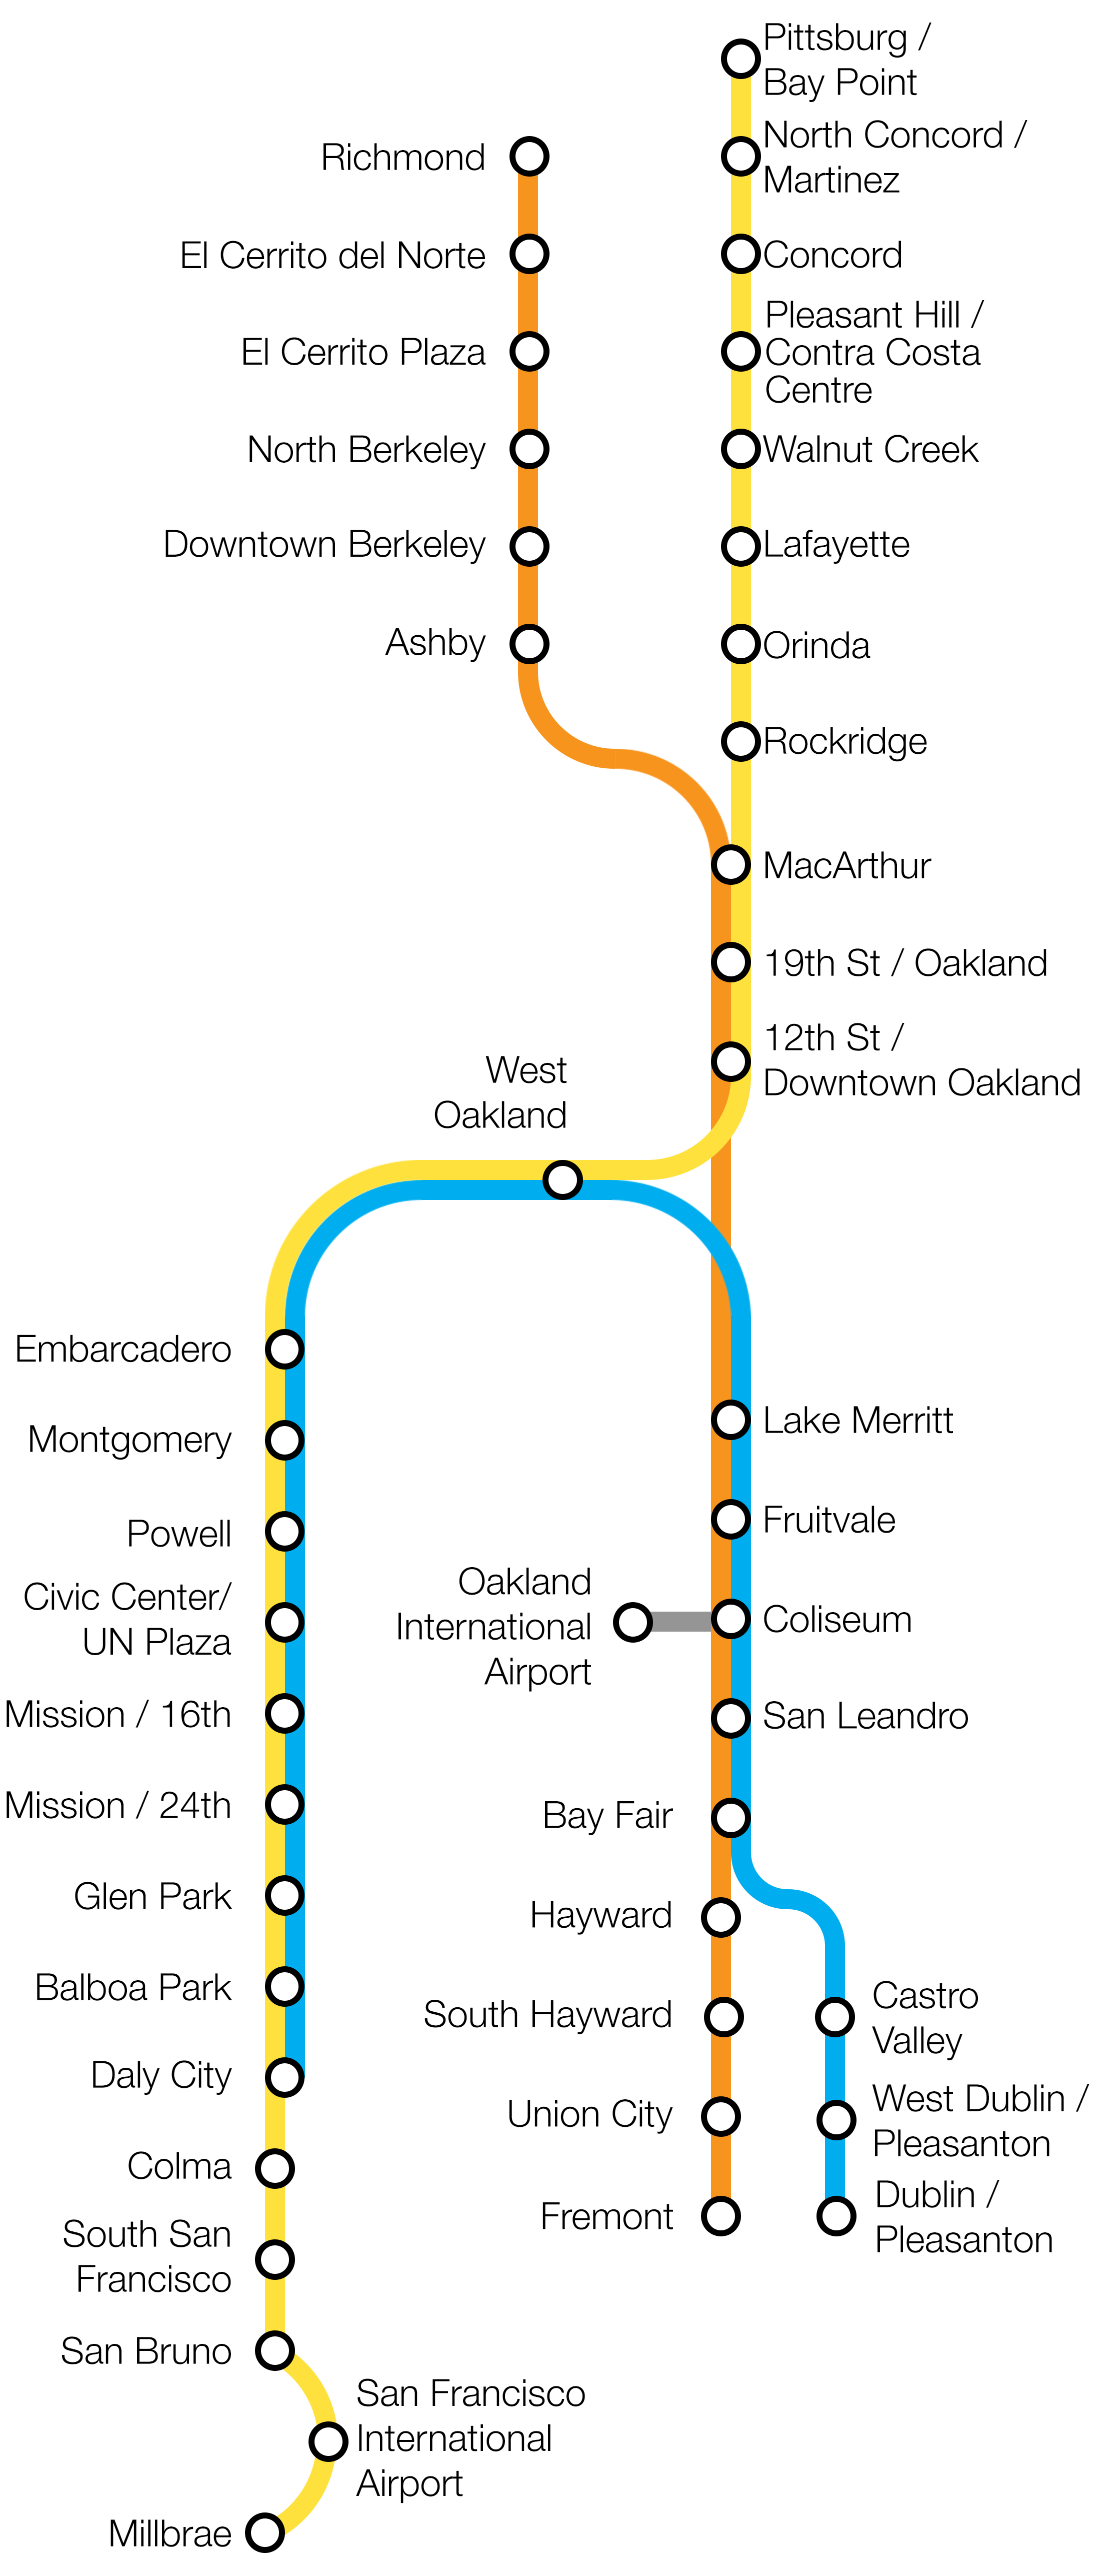 Pittsburg /
Bay Point
North Concord /
Martinez
Richmond
El Cerrito del Norte
Concord
Pleasant Hill /
Contra Costa
Centre
El Cerrito Plaza
North Berkeley
Walnut Creek
Downtown Berkeley
Lafayette
Ashby
Orinda
Rockridge
MacArthur
19th St / Oakland
12th St /
Downtown Oakland
West
Oakland
Embarcadero
Lake Merritt
Montgomery
Fruitvale
Powell
Oakland
International
Airport
Civic Center/
UN Plaza
Coliseum
Mission / 16th
San Leandro
Mission / 24th
Bay Fair
Glen Park
Hayward
Balboa Park
Castro
Valley
South Hayward
Daly City
West Dublin /
Pleasanton
Union City
Colma
Dublin /
Pleasanton
Fremont
South San
Francisco
San Bruno
San Francisco
International
Airport
Millbrae